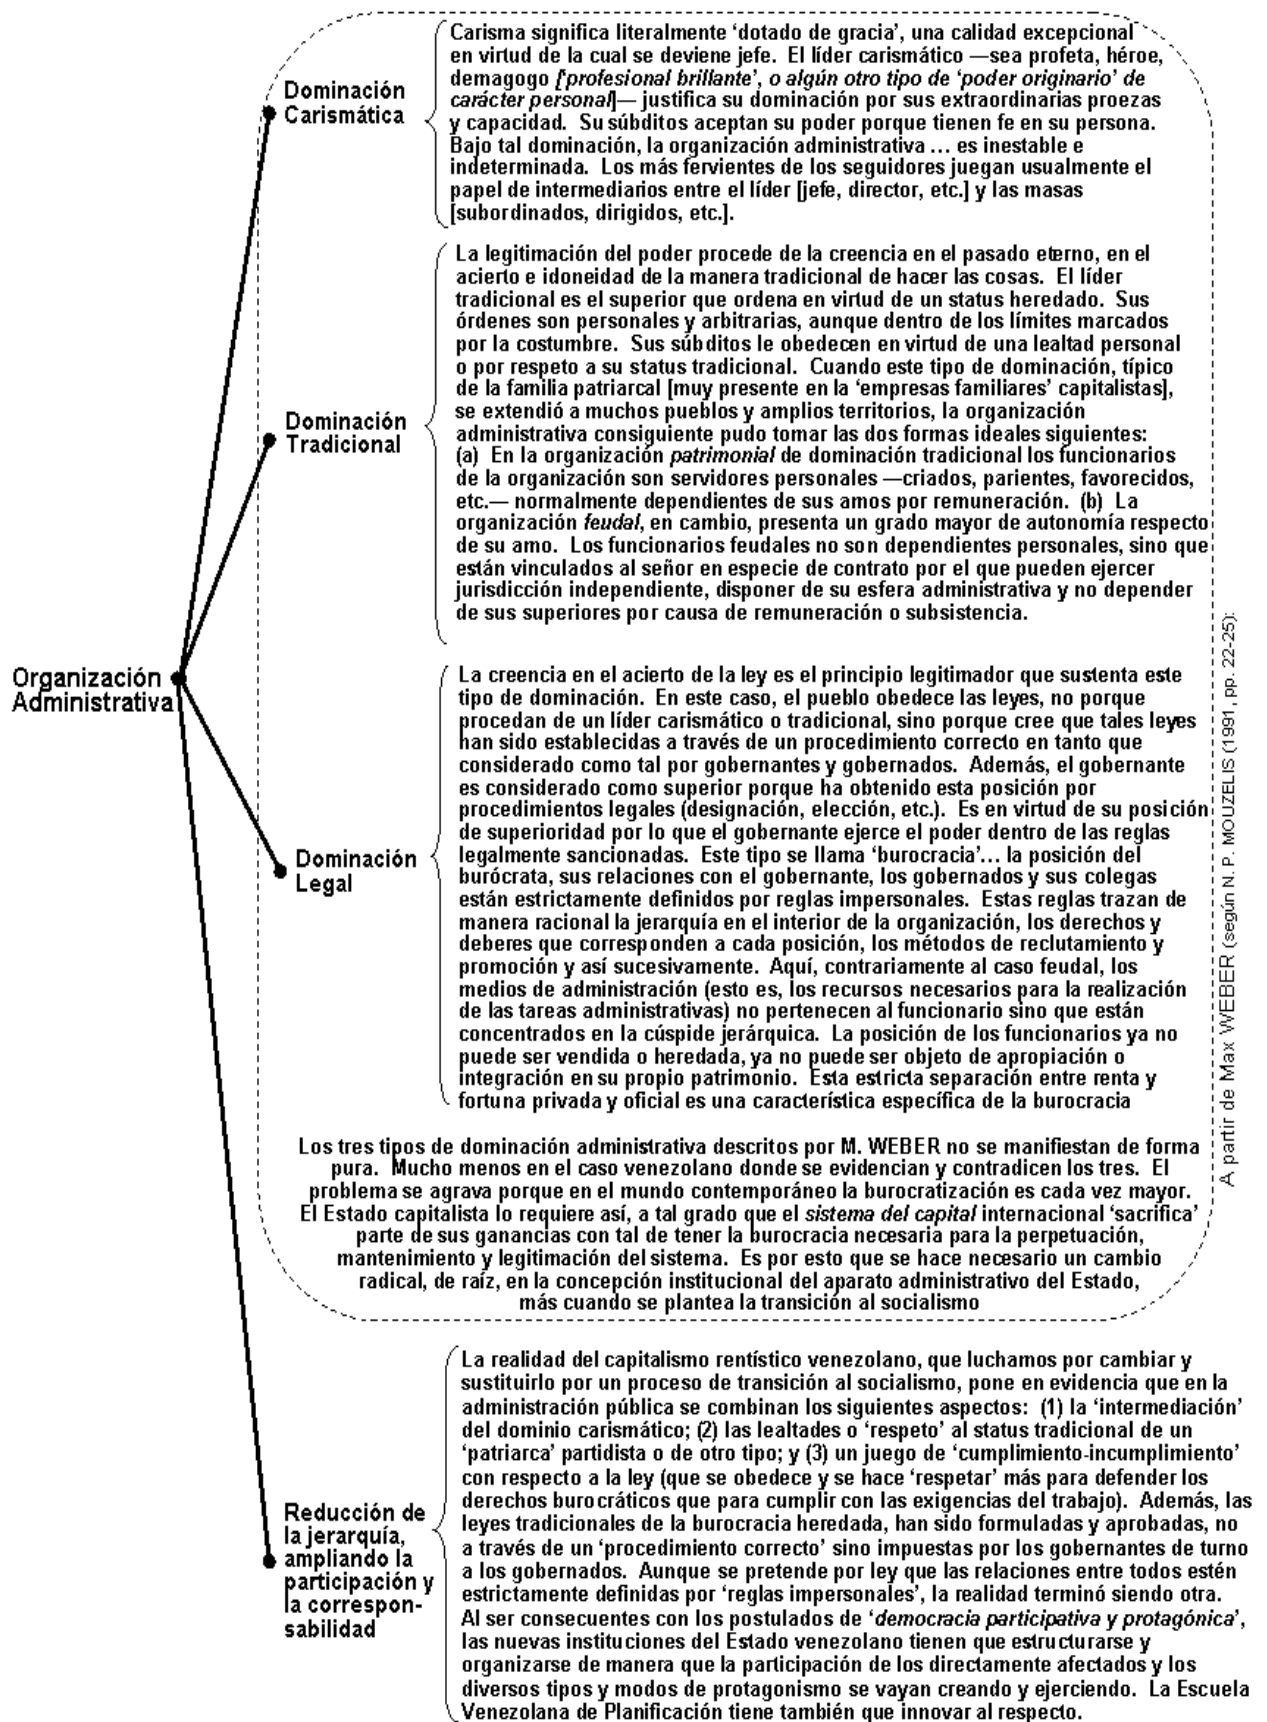 Organización
Administrativa
Dominación
Carismática
Carisma significa literalmente ‘dotado de gracia’, una calidad excepcional
en virtud de la cual se deviene jefe. El líder carismático —sea profeta, héroe,
demagogo [‘profesional brillante’, o algún otro tipo de ‘poder originario’ de
carácter personal]— justifica su dominación por sus extraordinarias proezas
y capacidad. Su súbditos aceptan su poder porque tienen fe en su persona.
Bajo tal dominación, la organización administrativa ... es inestable e
indeterminada. Los más fervientes de los seguidores juegan usualmente el
papel de intermediarios entre el líder [jefe, director, etc.] y las masas
[subordinados, dirigidos, etc.].
Dominación
Tradicional
La legitimación del poder procede de la creencia en el pasado eterno, en el
acierto e idoneidad de la manera tradicional de hacer las cosas. El líder
tradicional es el superior que ordena en virtud de un status heredado. Sus
órdenes son personales y arbitrarias, aunque dentro de los límites marcados
por la costumbre. Sus súbditos le obedecen en virtud de una lealtad personal
o por respeto a su status tradicional. Cuando este tipo de dominación, típico
de la familia patriarcal [muy presente en la ‘empresas familiares’ capitalistas],
se extendió a muchos pueblos y amplios territorios, la organización
administrativa consiguiente pudo tomar las dos formas ideales siguientes:
(a) En la organización patrimonial de dominación tradicional los funcionarios
de la organización son servidores personales —criados, parientes, favorecidos,
etc.— normalmente dependientes de sus amos por remuneración. (b) La
organización feudal, en cambio, presenta un grado mayor de autonomía respecto
de su amo. Los funcionarios feudales no son dependientes personales, sino que
están vinculados al señor en especie de contrato por el que pueden ejercer
jurisdicción independiente, disponer de su esfera administrativa y no depender
de sus superiores por causa de remuneración o subsistencia.
Dominación
Legal
La creencia en el acierto de la ley es el principio legitimador que sustenta este
tipo de dominación. En este caso, el pueblo obedece las leyes, no porque
procedan de un líder carismático o tradicional, sino porque cree que tales leyes
han sido establecidas a través de un procedimiento correcto en tanto que
considerado como tal por gobernantes y gobernados. Además, el gobernante
es considerado como superior porque ha obtenido esta posición por
procedimientos legales (designación, elección, etc.). Es en virtud de su posición
de superioridad por lo que el gobernante ejerce el poder dentro de las reglas
legalmente sancionadas. Este tipo se llama ‘burocracia’... la posición del
burócrata, sus relaciones con el gobernante, los gobernados y sus colegas
están estrictamente definidos por reglas impersonales. Estas reglas trazan de
manera racional la jerarquía en el interior de la organización, los derechos y
deberes que corresponden a cada posición, los métodos de reclutamiento y
promoción y así sucesivamente. Aquí, contrariamente al caso feudal, los
medios de administración (esto es, los recursos necesarios para la realización
de las tareas administrativas) no pertenecen al funcionario sino que están
concentrados en la cúspide jerárquica. La posición de los funcionarios ya no
puede ser vendida o heredada, ya no puede ser objeto de apropiación o
integración en su propio patrimonio. Esta estricta separación entre renta y
fortuna privada y oficial es una característica específica de la burocracia
Los tres tipos de dominación administrativa descritos por M. WEBER no se manifiestan de forma
pura. Mucho menos en el caso venezolano donde se evidencian y contradicen los tres. El
problema se agrava porque en el mundo contemporáneo la burocratización es cada vez mayor.
El Estado capitalista lo requiere así, a tal grado que el sistema del capital internacional ‘sacrifica’
parte de sus ganancias con tal de tener la burocracia necesaria para la perpetuación,
mantenimiento y legitimación del sistema. Es por esto que se hace necesario un cambio
radical, de raíz, en la concepción institucional del aparato administrativo del Estado,
más cuando se plantea la transición al socialismo
A partir de Max WEBER (según N. P. MOUZELIS (1991, pp. 22-25):
Reducción de
la jerarquía,
ampliando la
participación y
la correspon-
sabilidad
La realidad del capitalismo rentístico venezolano, que luchamos por cambiar y
sustituirlo por un proceso de transición al socialismo, pone en evidencia que en la
administración pública se combinan los siguientes aspectos: (1) la ‘intermediación’
del dominio carismático; (2) las lealtades o ‘respeto’ al status tradicional de un
‘patriarca’ partidista o de otro tipo; y (3) un juego de ‘cumplimiento-incumplimiento’
con respecto a la ley (que se obedece y se hace ‘respetar’ más para defender los
derechos burocráticos que para cumplir con las exigencias del trabajo). Además, las
leyes tradicionales de la burocracia heredada, han sido formuladas y aprobadas, no
a través de un ‘procedimiento correcto’ sino impuestas por los gobernantes de turno
a los gobernados. Aunque se pretende por ley que las relaciones entre todos estén
estrictamente definidas por ‘reglas impersonales’, la realidad terminó siendo otra.
Al ser consecuentes con los postulados de ‘democracia participativa y protagónica’,
las nuevas instituciones del Estado venezolano tienen que estructurarse y
organizarse de manera que la participación de los directamente afectados y los
diversos tipos y modos de protagonismo se vayan creando y ejerciendo. La Escuela
Venezolana de Planificación tiene también que innovar al respecto.